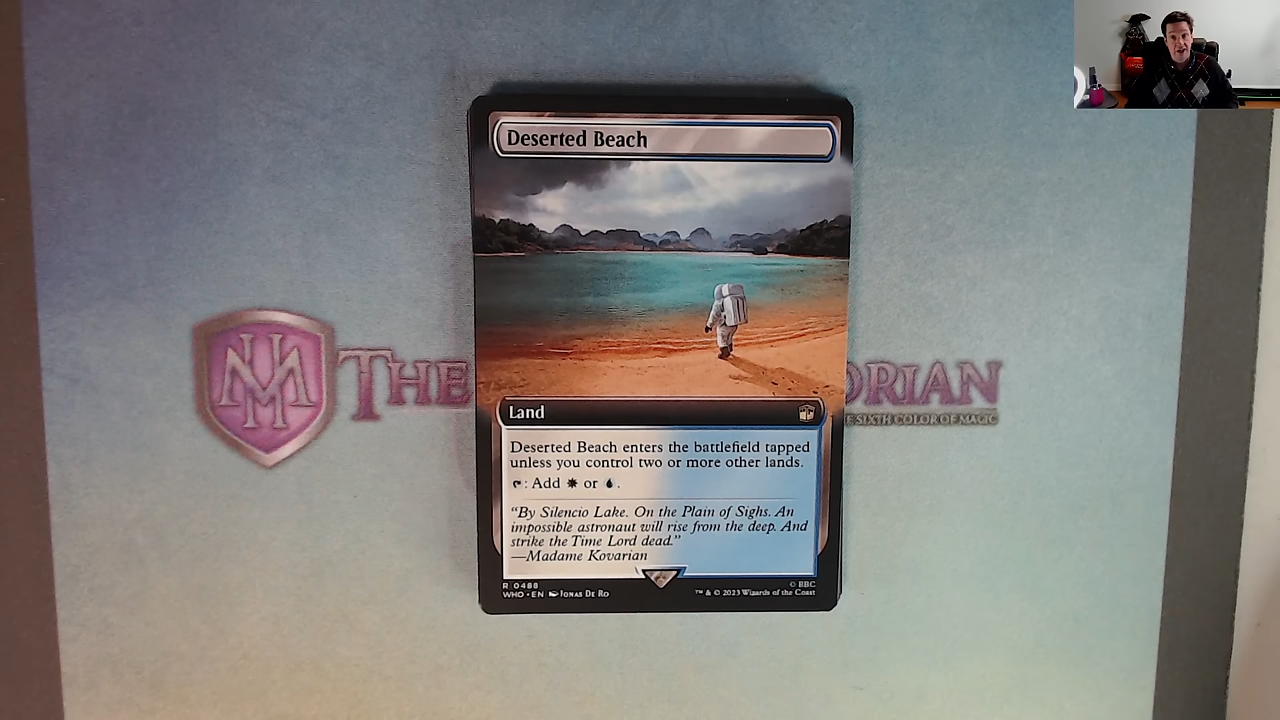 Deserted Beach
Land
Deserted Beach enters the battlefield tapped
unless you control two or more other lands.
: Add or .
"By Silencio Lake. On the Plain of Sighs. An
impossible astronaut will rise from the deep. And
strike the Time Lord dead."
—Madame Kovarian
R 0488
WHO • EN Jonas De Ro
© BBC
™ & © 2023 Wizards of the Coast
The
orian
e Sixth Color of Magic